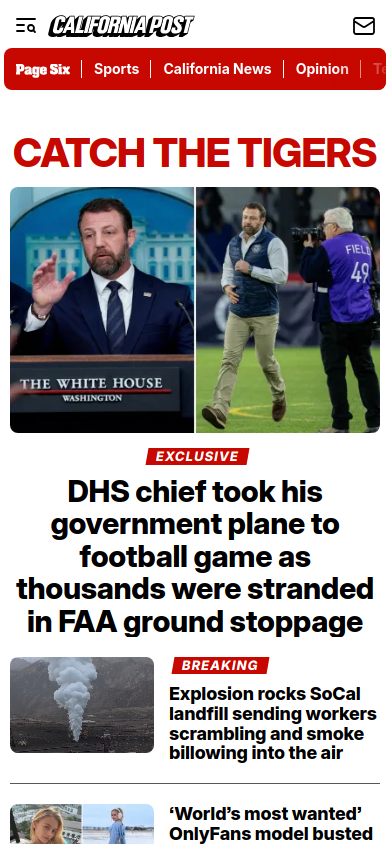 CALIFORNIA POST
Page Six
Sports
California News
Opinion
CATCH THE TIGERS
THE WHITE HOUSE
WASHINGTON
FIELD
49
EXCLUSIVE
DHS chief took his
government plane to
football game as
thousands were stranded
in FAA ground stoppage
BREAKING
Explosion rocks SoCal
landfill sending workers
scrambling and smoke
billowing into the air
‘World’s most wanted’
OnlyFans model busted